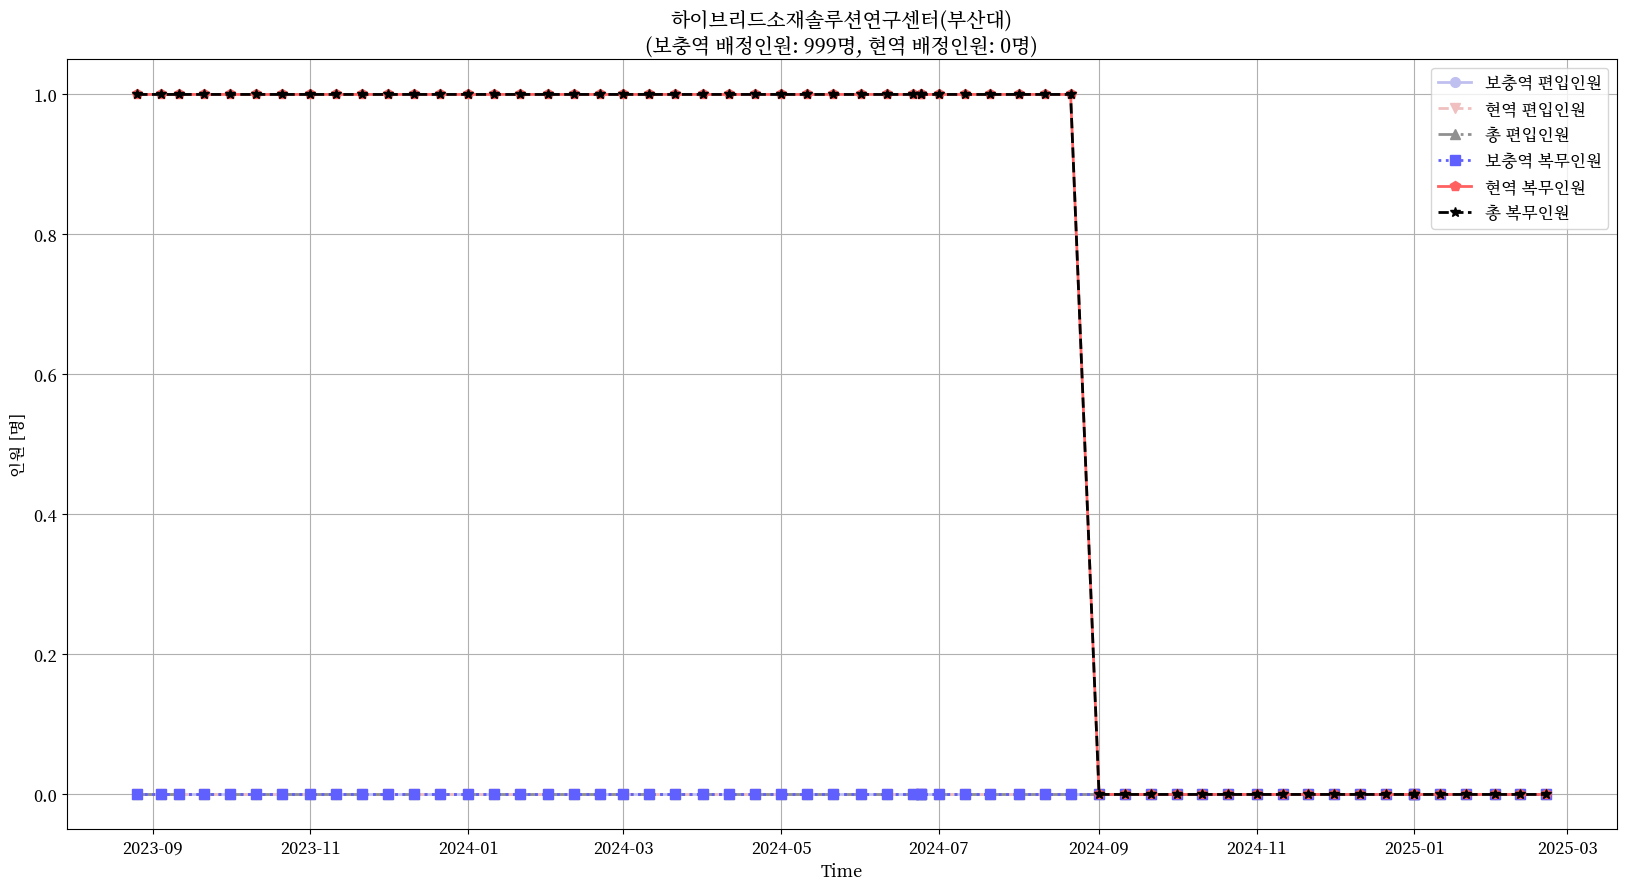 하이브리드소재솔루션연구센터(부산대)
(보충역 배정인원: 999명, 현역 배정인원: 0명)
보충역 편입인원
현역 편입인원
총 편입인원
보충역 복무인원
현역 복무인원
총 복무인원
인원 [명]
1.0
0.8
0.6
0.4
0.2
0.0
2023-09 2023-11 2024-01 2024-03 2024-05 2024-07 2024-09 2024-11 2025-01 2025-03
Time